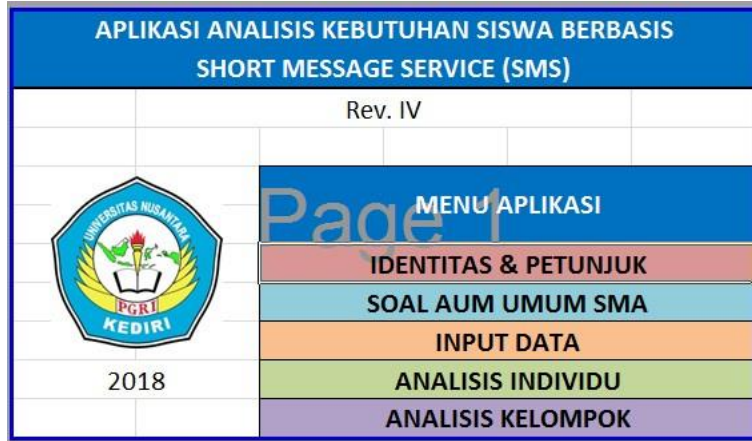 APLIKASI ANALISIS KEBUTUHAN SISWA BERBASIS
SHORT MESSAGE SERVICE (SMS)
Rev. IV
Page 1
MENU APLIKASI
UNIVERSITAS NUSANTARA
PGRI
KEDIRI
2018
IDENTITAS & PETUNJUK
SOAL AUM UMUM SMA
INPUT DATA
ANALISIS INDIVIDU
ANALISIS KELOMPOK